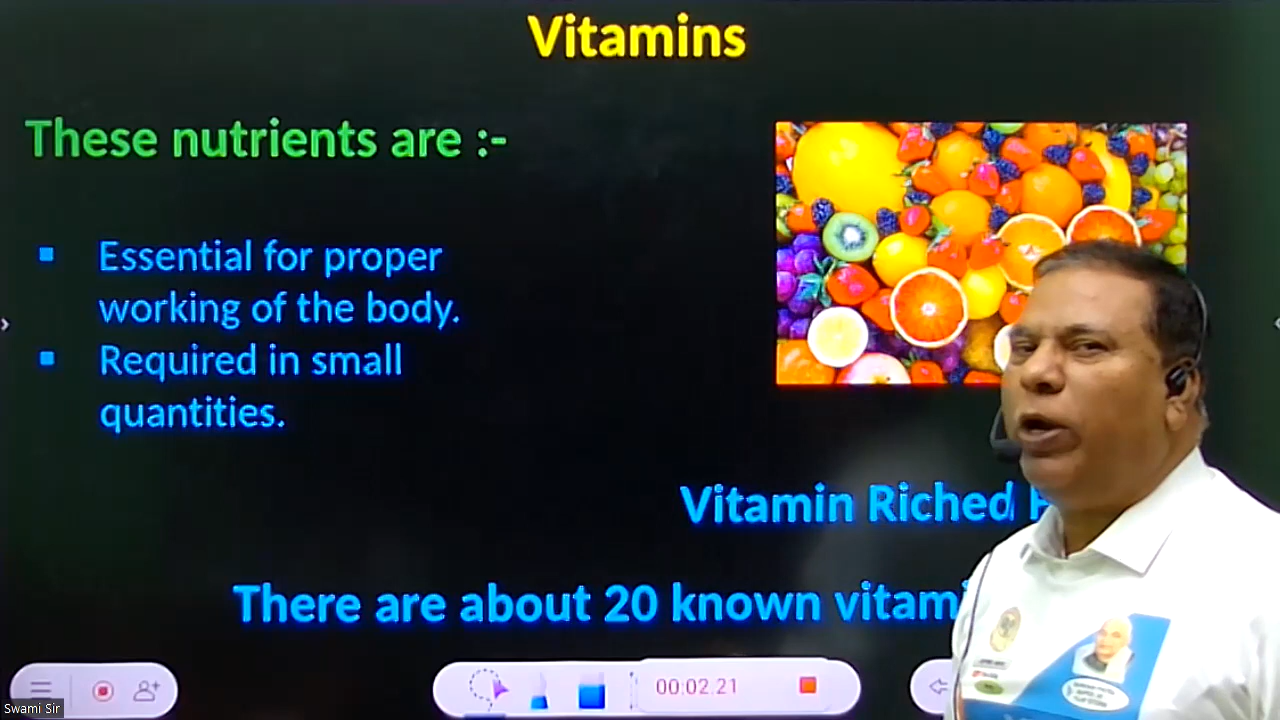 Vitamins
These nutrients are :-
▪ Essential for proper
working of the body.
▪ Required in small
quantities.
Vitamin Riched
There are about 20 known vitami
00:02.21
Swami Sir